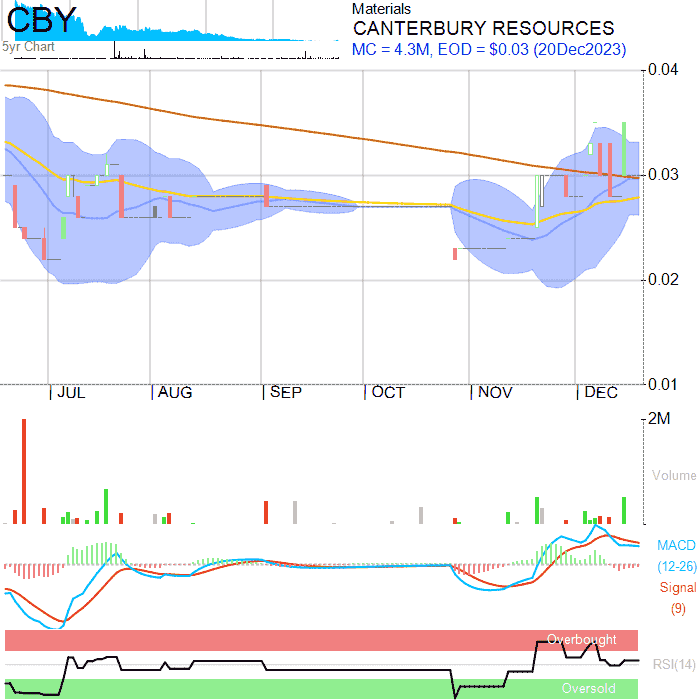 CBY
5yr Chart
Materials
CANTERBURY RESOURCES
MC = 4.3M, EOD = $0.03 (20Dec2023)
0.04
0.03
0.02
0.01
JUL AUG SEP OCT NOV DEC
2M
Volume
MACD
(12-26)
Signal
(9)
Overbought
RSI(14)
Oversold